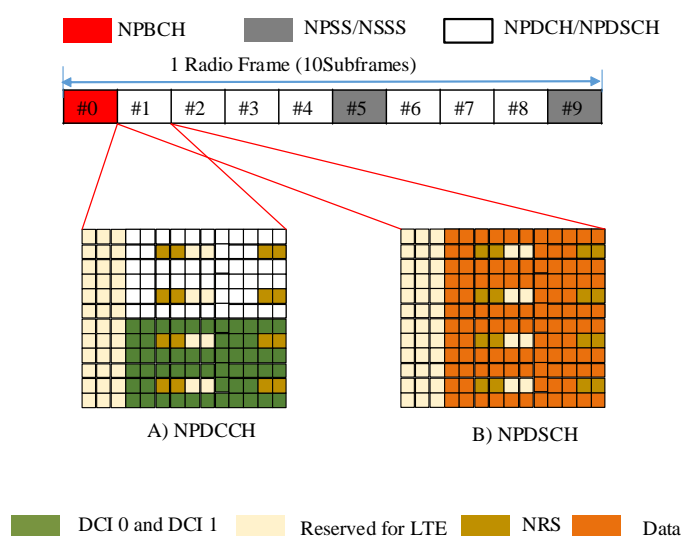 NPBCH NPSS/NSSS NPDCH/NPDSCH
1 Radio Frame (10Subframes)
#0 #1 #2 #3 #4 #5 #6 #7 #8 #9
A) NPDCCH B) NPDSCH
DCI 0 and DCI 1 Reserved for LTE NRS Data